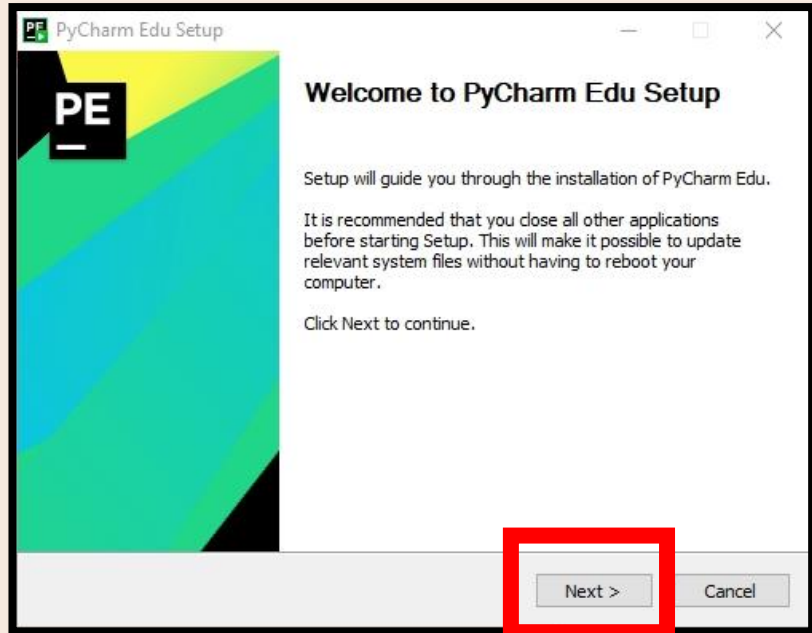 PyCharm Edu Setup
PE
Welcome to PyCharm Edu Setup
Setup will guide you through the installation of PyCharm Edu.
It is recommended that you close all other applications
before starting Setup. This will make it possible to update
relevant system files without having to reboot your
computer.
Click Next to continue.
Next >
Cancel